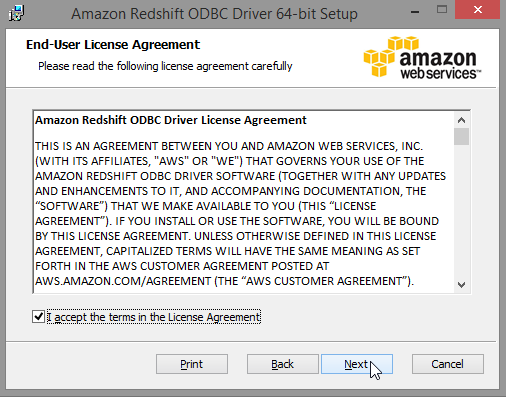 Amazon Redshift ODBC Driver 64-bit Setup
End-User License Agreement
Please read the following license agreement carefully
amazon
webservices™
Amazon Redshift ODBC Driver License Agreement
THIS IS AN AGREEMENT BETWEEN YOU AND AMAZON WEB SERVICES, INC.
(WITH ITS AFFILIATES, "AWS" OR "WE") THAT GOVERNS YOUR USE OF THE
AMAZON REDSHIFT ODBC DRIVER SOFTWARE (TOGETHER WITH ANY UPDATES
AND ENHANCEMENTS TO IT, AND ACCOMPANYING DOCUMENTATION, THE
“SOFTWARE”) THAT WE MAKE AVAILABLE TO YOU (THIS “LICENSE
AGREEMENT”). IF YOU INSTALL OR USE THE SOFTWARE, YOU WILL BE BOUND
BY THIS LICENSE AGREEMENT. UNLESS OTHERWISE DEFINED IN THIS LICENSE
AGREEMENT, CAPITALIZED TERMS WILL HAVE THE SAME MEANING AS SET
FORTH IN THE AWS CUSTOMER AGREEMENT POSTED AT
AWS.AMAZON.COM/AGREEMENT (THE “AWS CUSTOMER AGREEMENT”).
I accept the terms in the License Agreement
Print Back Next Cancel